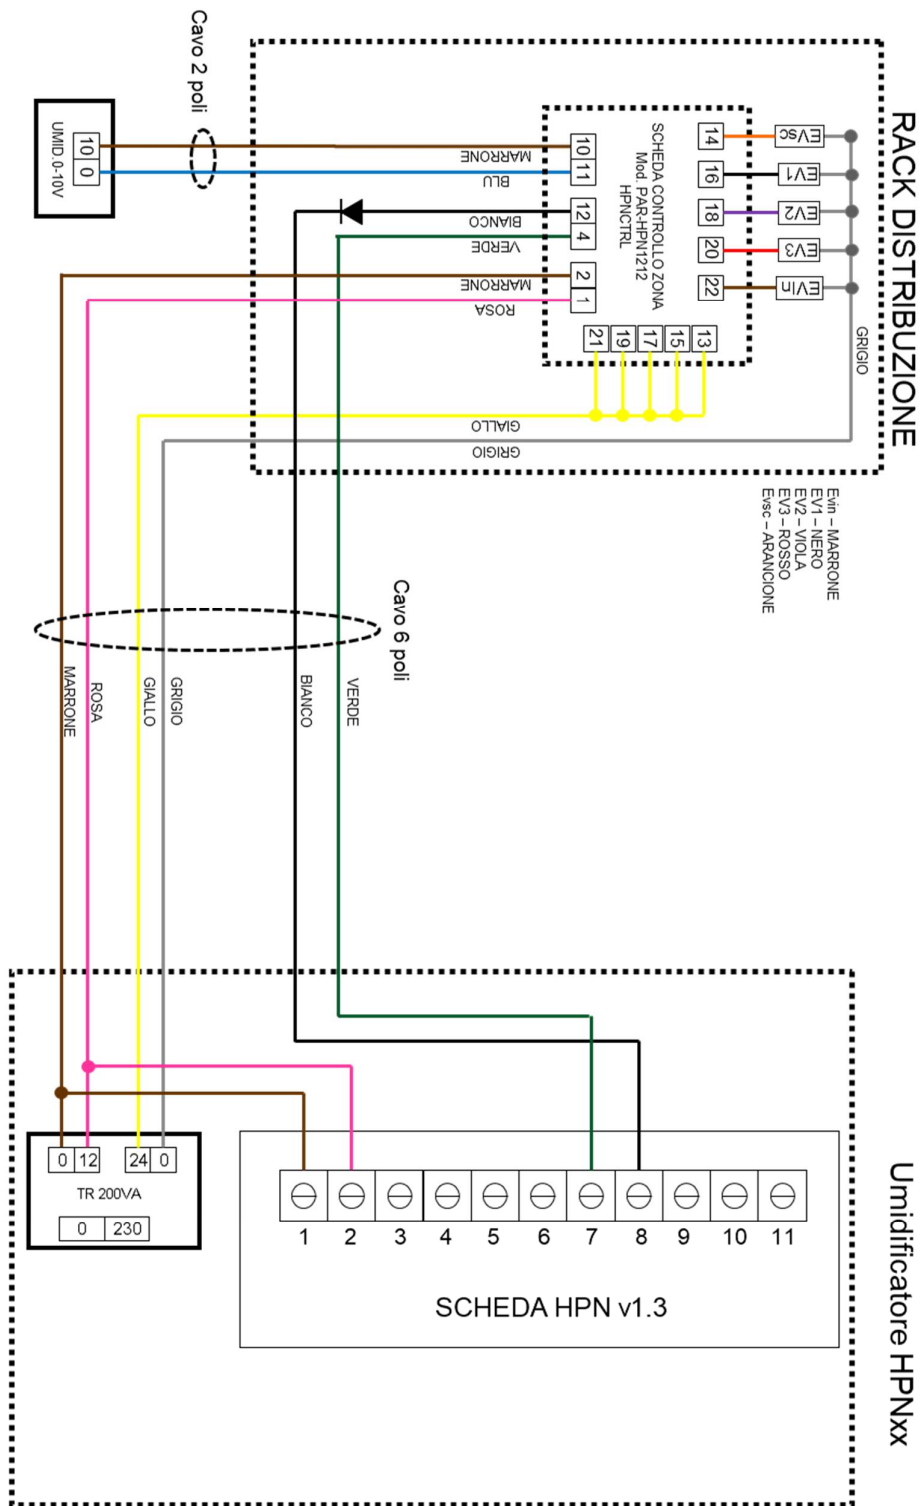 RACK DISTRIBUZIONE
Cavo 2 poli
UMID. 0-10V
10
0
MARRONE
BLU
10
11
BIANCO
VERDE
12
4
MARRONE
ROSA
2
1
SCHEDA CONTROLLO ZONA
Mod. PAR-HPN1212
HPNCTRL
14
16
18
20
22
EVsc
EV1
EV2
EV3
EVin
GRIGIO
21
19
17
15
13
GIALLO
GRIGIO
Evin – MARRONE
EV1 – NERO
EV2 – VIOLA
EV3 – ROSSO
Evsc – ARANCIONE
Cavo 6 poli
MARRONE
ROSA
GIALLO
GRIGIO
BIANCO
VERDE
Umidificatore HPNxx
0
12
24
0
TR 200VA
0
230
1 2 3 4 5 6 7 8 9 10 11
SCHEDA HPN v1.3